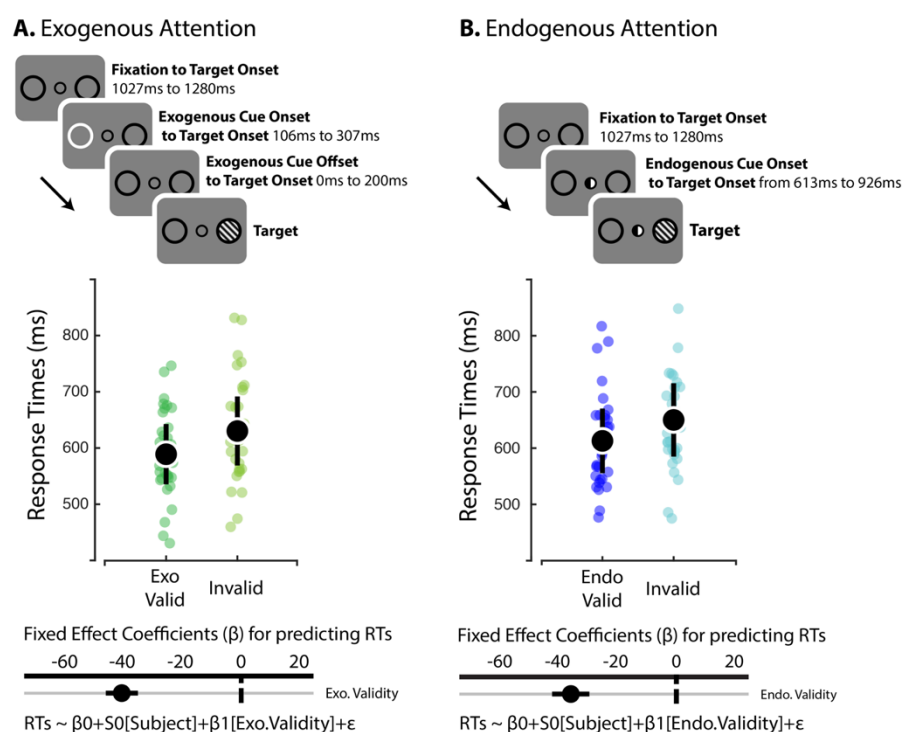 A. Exogenous Attention
Fixation to Target Onset
1027ms to 1280ms
Exogenous Cue Onset
to Target Onset 106ms to 307ms
Exogenous Cue Offset
to Target Onset 0ms to 200ms
Target
Response Times (ms)
800
700
600
500
Exo
Valid
Invalid
Fixed Effect Coefficients (β) for predicting RTs
-60 -40 -20 0 20
Exo. Validity
RTs ~ β0+S0[Subject]+β1[Exo.Validity]+ε
B. Endogenous Attention
Fixation to Target Onset
1027ms to 1280ms
Endogenous Cue Onset
to Target Onset from 613ms to 926ms
Target
Response Times (ms)
800
700
600
500
Endo
Valid
Invalid
Fixed Effect Coefficients (β) for predicting RTs
-60 -40 -20 0 20
Endo. Validity
RTs ~ β0+S0[Subject]+β1[Endo.Validity]+ε